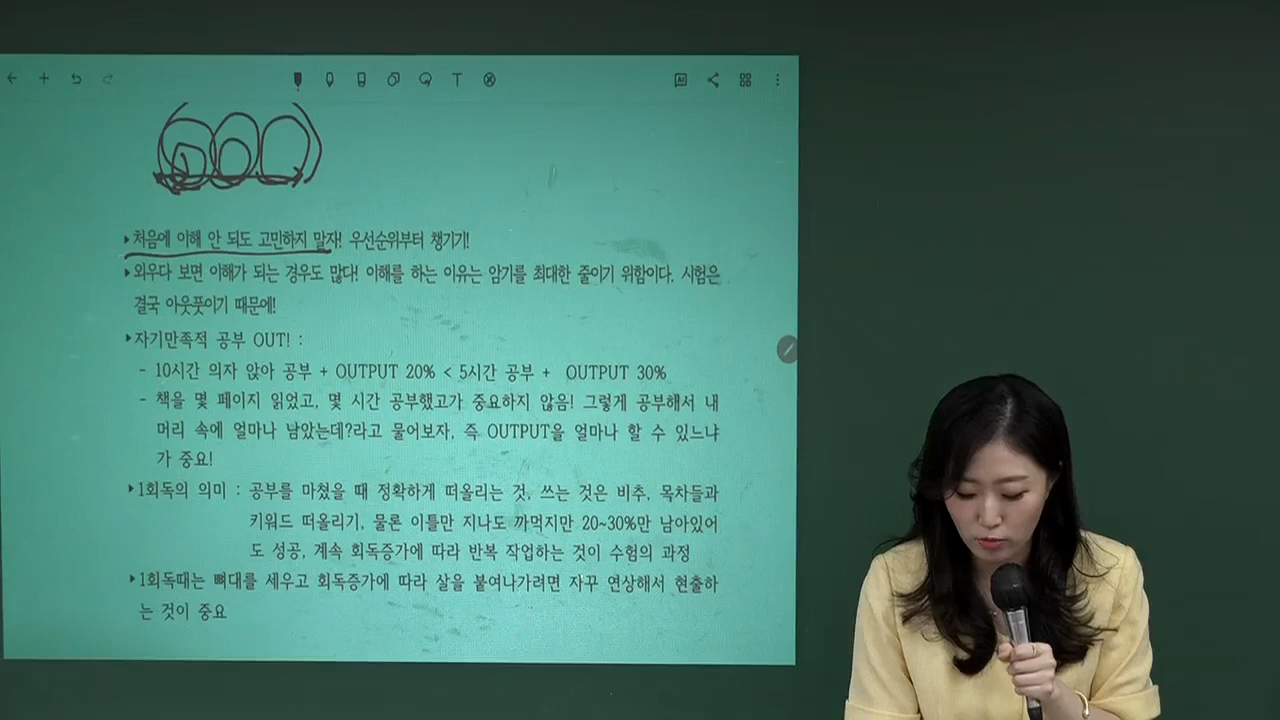 ▸처음에 이해 안 되도 고민하지 말자! 우선순위부터 챙기기!
▸외우다 보면 이해가 되는 경우도 많다! 이해를 하는 이유는 암기를 최대한 줄이기 위함이다. 시험은
결국 아웃풋이기 때문에!
▸자기만족적 공부 OUT! :
- 10시간 의자 앉아 공부 + OUTPUT 20% < 5시간 공부 + OUTPUT 30%
- 책을 몇 페이지 읽었고, 몇 시간 공부했고가 중요하지 않음! 그렇게 공부해서 내
머리 속에 얼마나 남았는데?라고 물어보자, 즉 OUTPUT을 얼마나 할 수 있느냐
가 중요!
▸1회독의 의미 : 공부를 마쳤을 때 정확하게 떠올리는 것, 쓰는 것은 비추, 목차들과
키워드 떠올리기, 물론 이틀만 지나도 까먹지만 20~30%만 남아있어
도 성공, 계속 회독증가에 따라 반복 작업하는 것이 수험의 과정
▸1회독때는 뼈대를 세우고 회독증가에 따라 살을 붙여나가려면 자꾸 연상해서 현출하
는 것이 중요